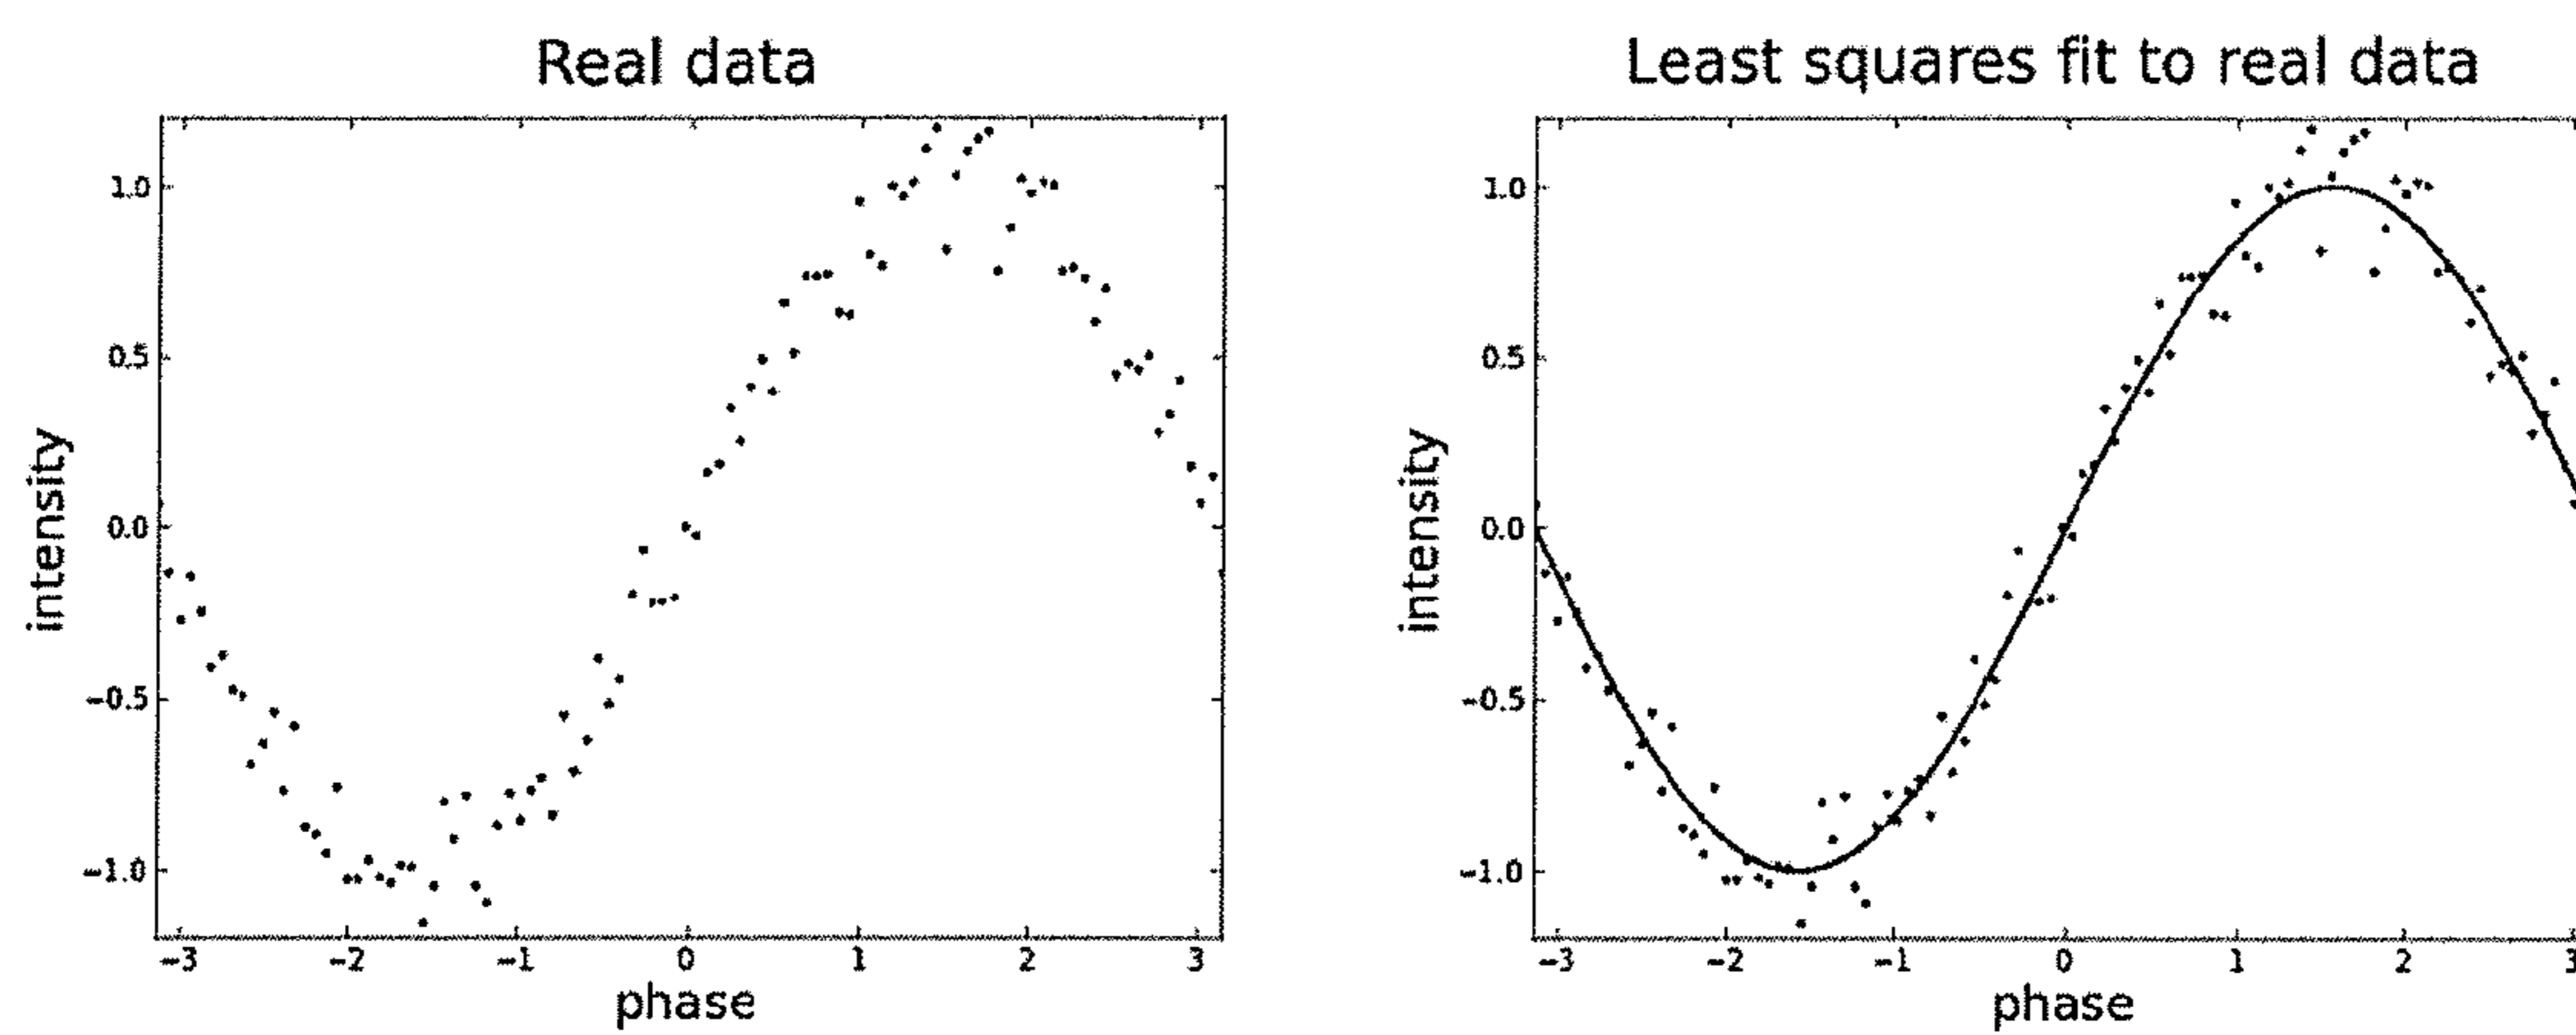 Real data
1.0
0.5
0.0
−0.5
−1.0
intensity
−3 −2 −1 0 1 2 3
phase
Least squares fit to real data
1.0
0.5
0.0
−0.5
−1.0
intensity
−3 −2 −1 0 1 2 3
phase